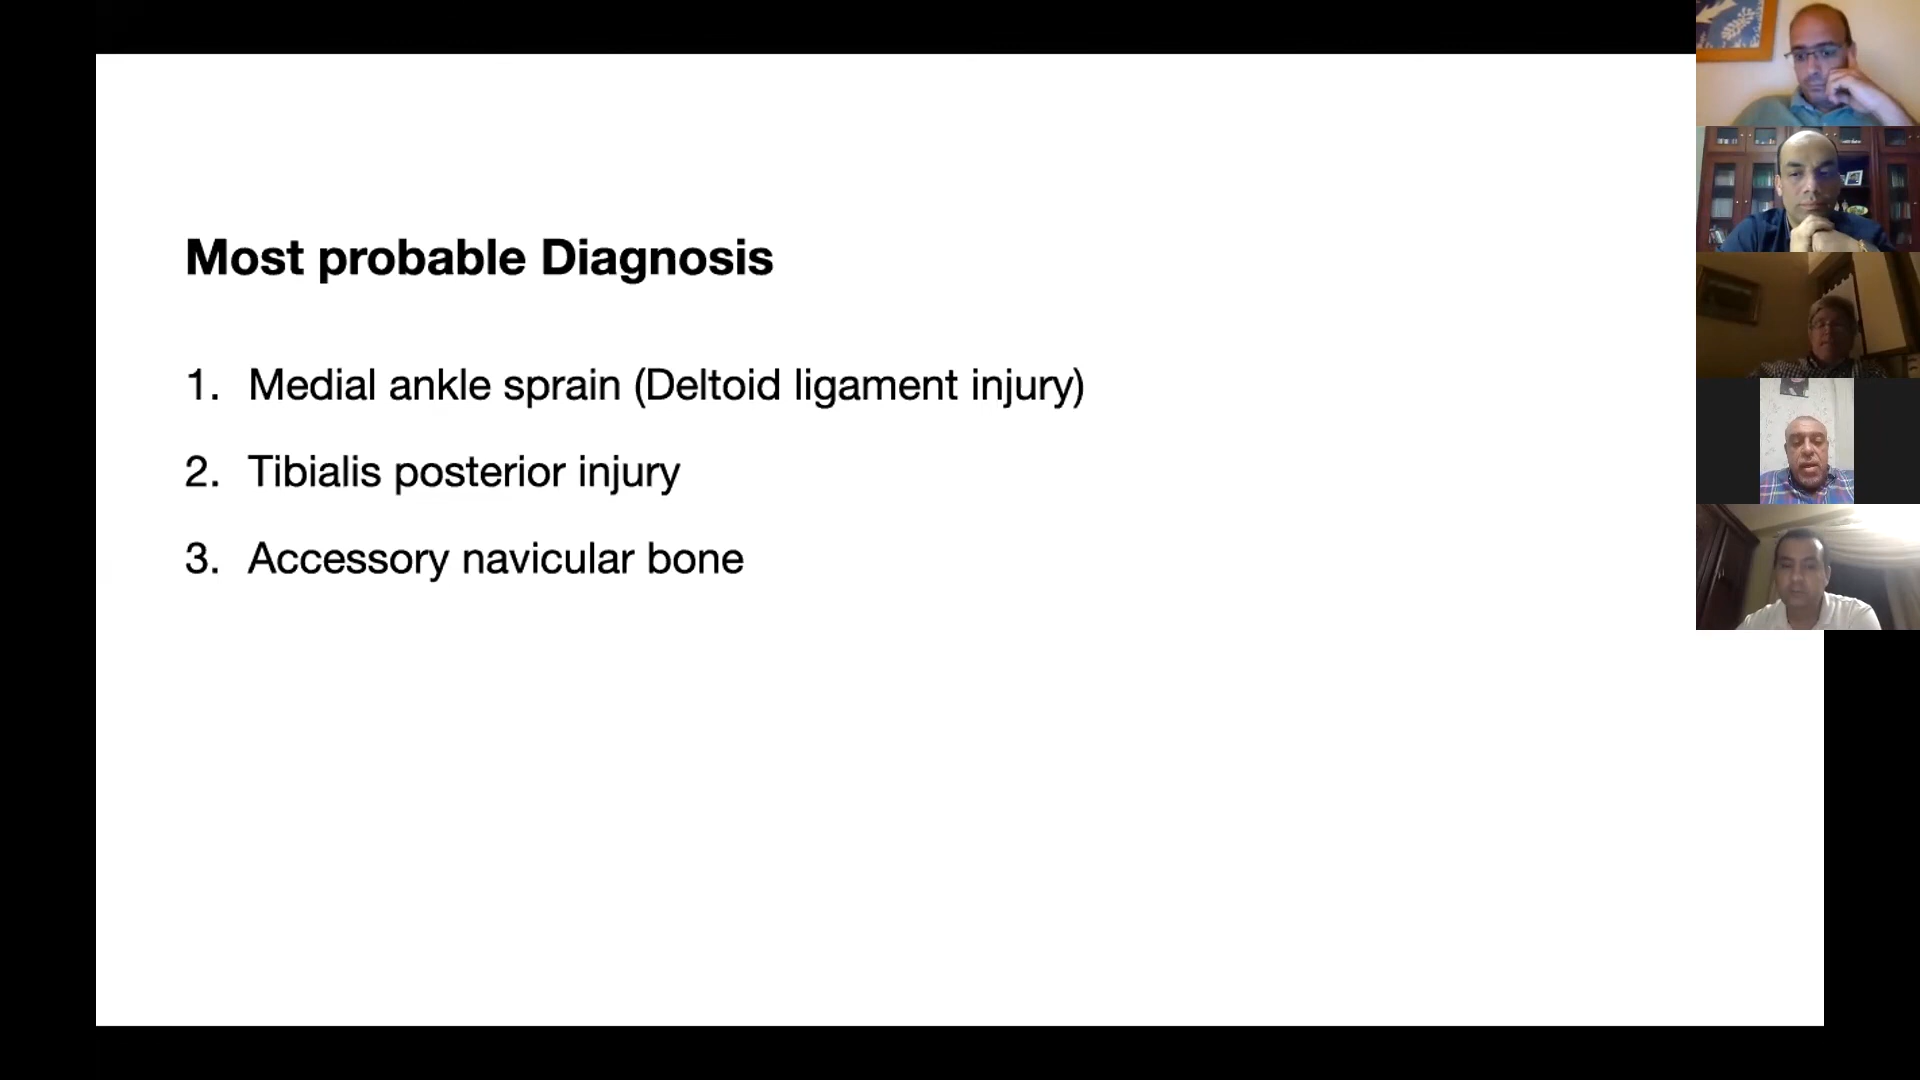 Most probable Diagnosis
1. Medial ankle sprain (Deltoid ligament injury)
2. Tibialis posterior injury
3. Accessory navicular bone